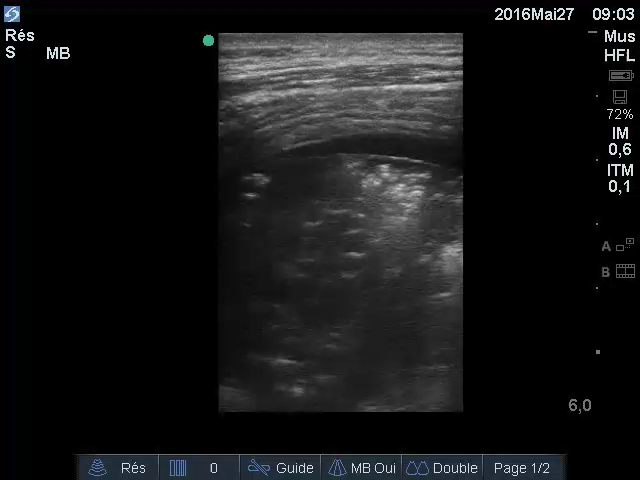 2016Mai27 09:03
Rés
S MB
Mus
HFL
72%
IM
0,6
ITM
0,1
A
B
6,0
Rés 0 Guide MB Oui Double Page 1/2